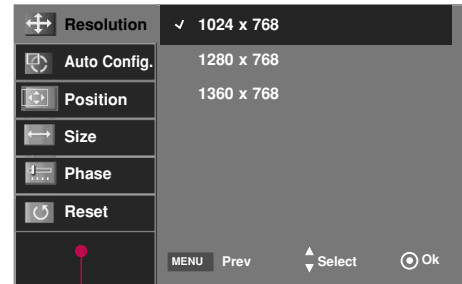 Resolution
Auto Config.
Position
Size
Phase
Reset
1024 x 768
1280 x 768
1360 x 768
MENU Prev Select Ok